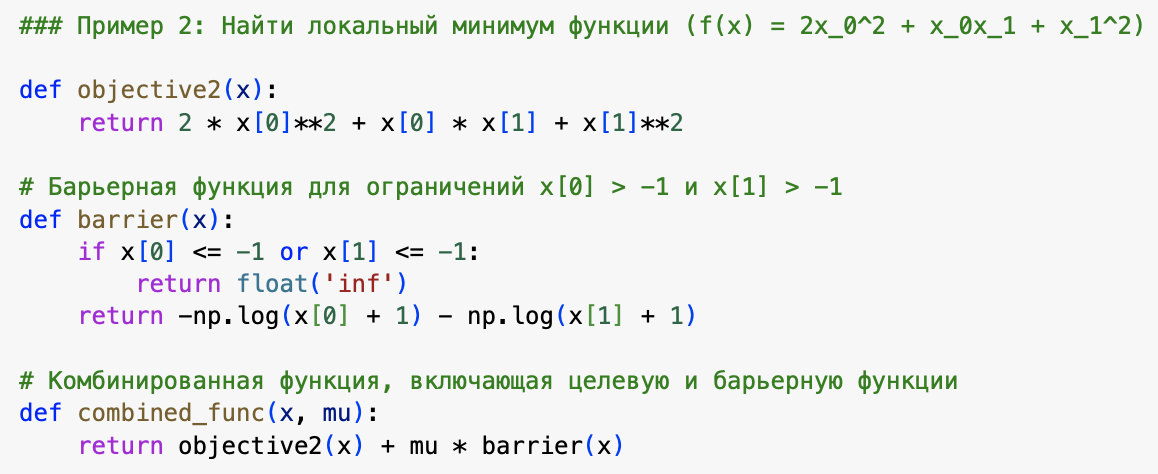 ### Пример 2: Найти локальный минимум функции (f(x) = 2x_0^2 + x_0x_1 + x_1^2)
def objective2(x):
    return 2 * x[0]**2 + x[0] * x[1] + x[1]**2
# Барьерная функция для ограничений x[0] > -1 и x[1] > -1
def barrier(x):
    if x[0] <= -1 or x[1] <= -1:
        return float('inf')
    return -np.log(x[0] + 1) - np.log(x[1] + 1)
# Комбинированная функция, включающая целевую и барьерную функции
def combined_func(x, mu):
    return objective2(x) + mu * barrier(x)